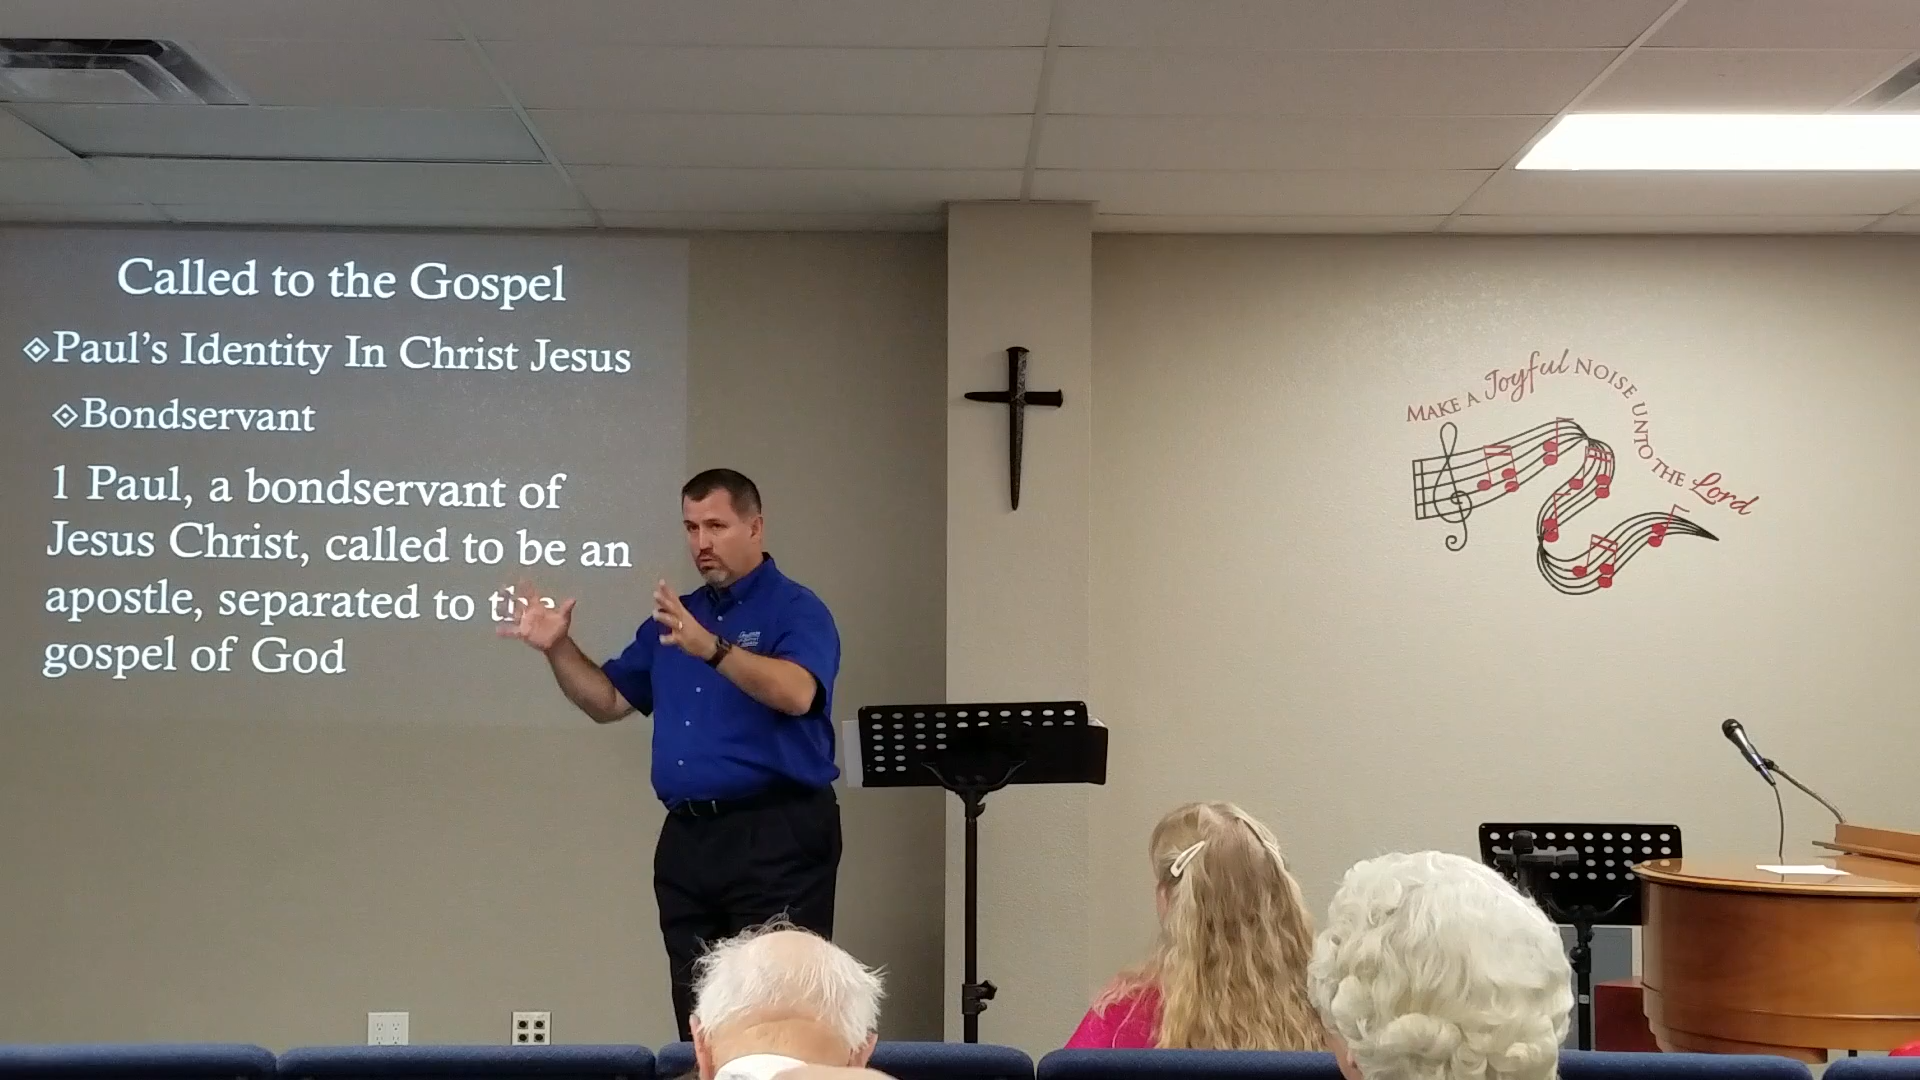 Called to the Gospel
Paul's Identity In Christ Jesus
Bondservant
1 Paul, a bondservant of
Jesus Christ, called to be an
apostle, separated to the
gospel of God
MAKE A Joyful NOISE UNTO THE Lord